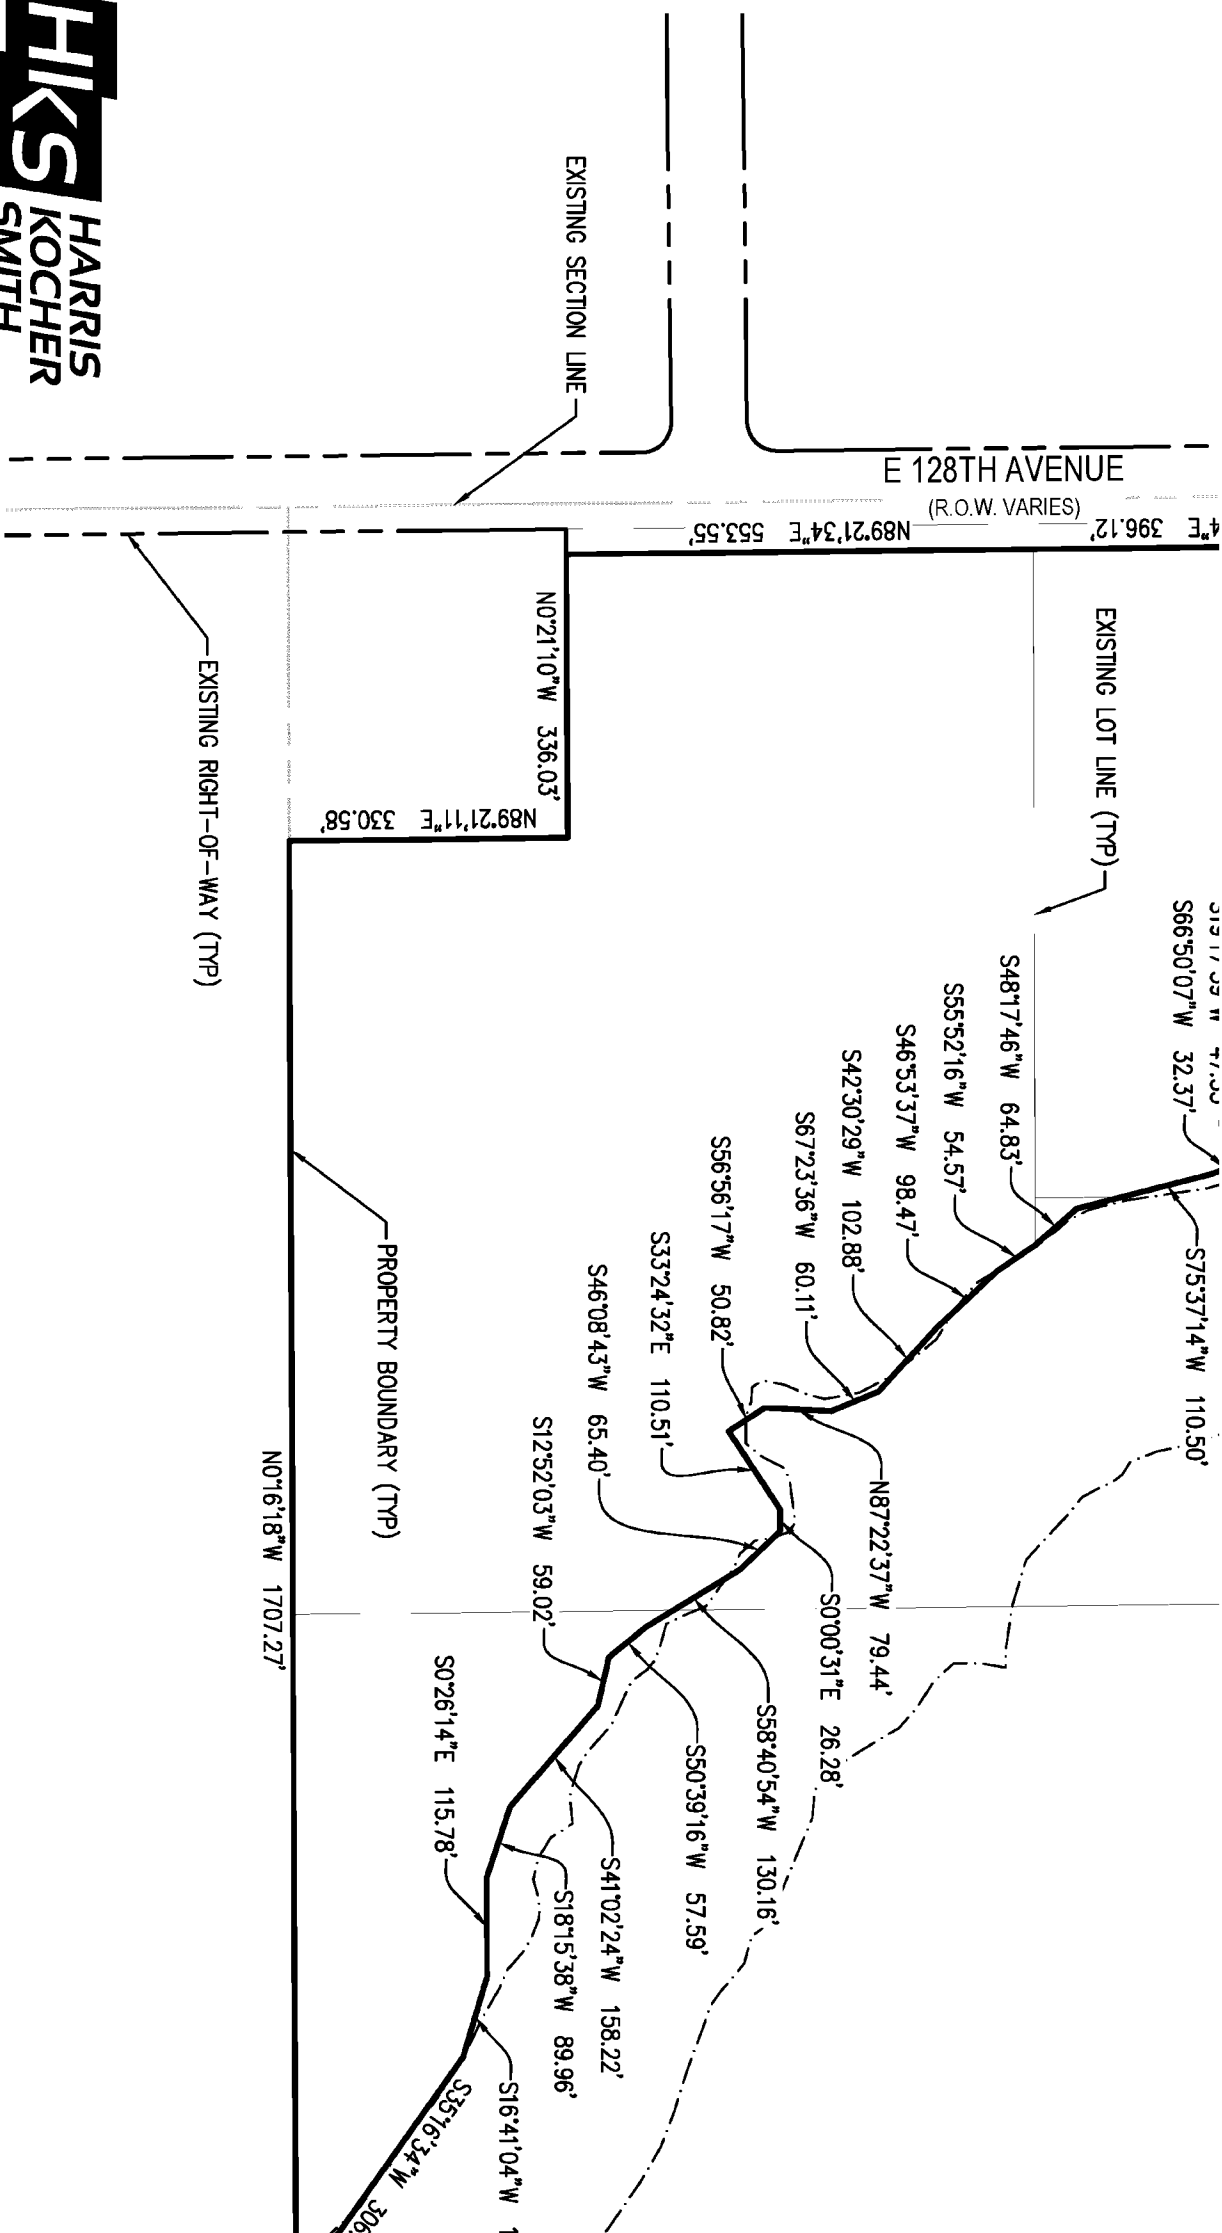 HKS
HARRIS
KOCHER
SMITH
EXISTING SECTION LINE
E 128TH AVENUE
(R.O.W. VARIES)
N89°21'34"E 553.55'
4"E 396.12'
N0°21'10"W 336.03'
N89°21'11"E 330.58'
EXISTING RIGHT-OF-WAY (TYP)
EXISTING LOT LINE (TYP)
S66°50'07"W 32.37'
S75°37'14"W 110.50'
S48°17'46"W 64.83'
S55°52'16"W 54.57'
S46°53'37"W 98.47'
S42°30'29"W 102.88'
S67°23'36"W 60.11'
N87°22'37"W 79.44'
S56°56'17"W 50.82'
S33°24'32"E 110.51'
S0°00'31"E 26.28'
S46°08'43"W 65.40'
S58°40'54"W 130.16'
S50°39'16"W 57.59'
S12°52'03"W 59.02'
S41°02'24"W 158.22'
S18°15'38"W 89.96'
S0°26'14"E 115.78'
S16°41'04"W 1
S35°16'34"W 306.
PROPERTY BOUNDARY (TYP)
N0°16'18"W 1707.27'